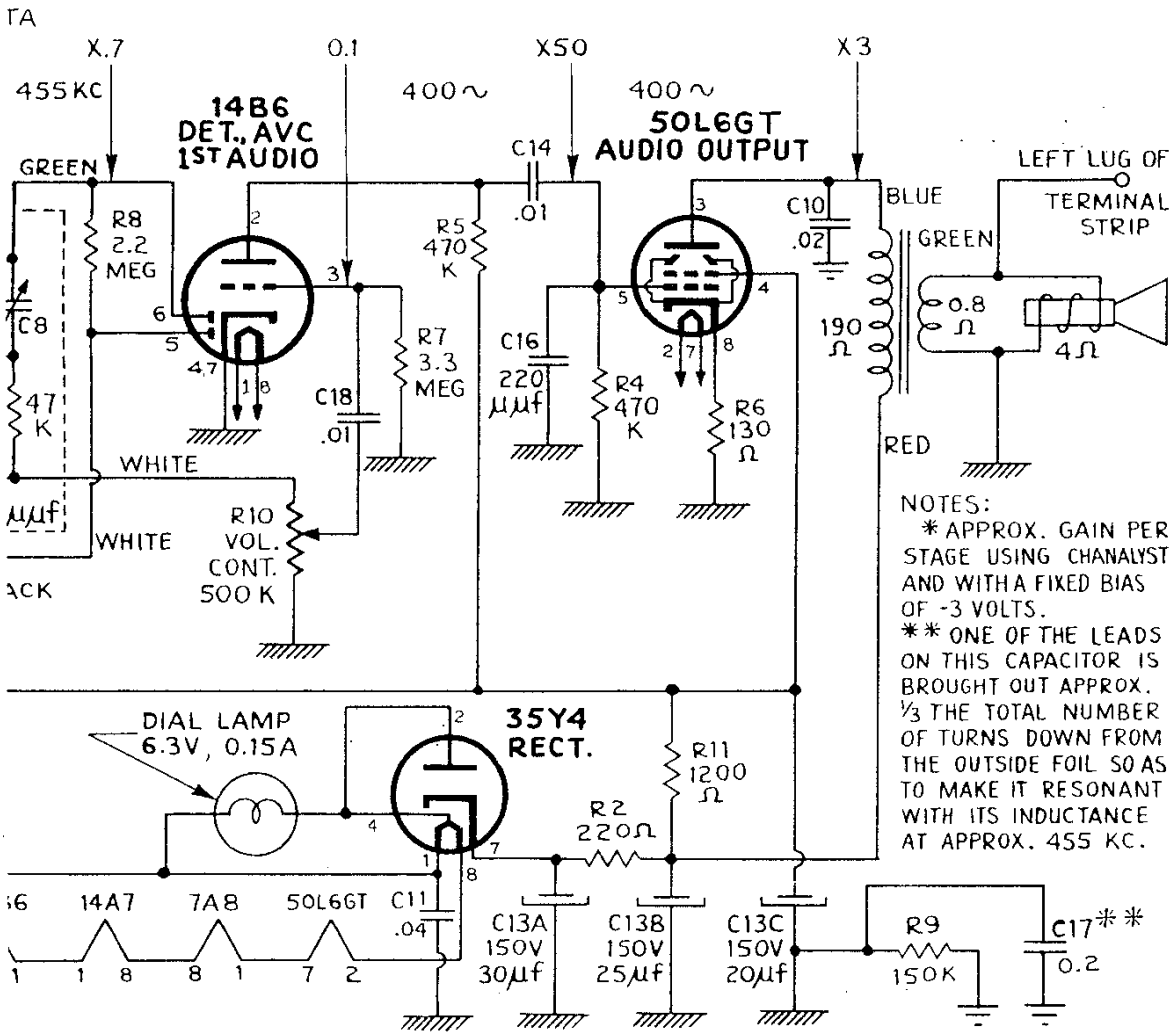 TA
X.7
0.1
X50
X3
455KC
400~
400~
14B6
DET., AVC
1ST AUDIO
50L6GT
AUDIO OUTPUT
C14
.01
GREEN
LEFT LUG OF
TERMINAL
STRIP
R8
2.2
MEG
2
R5
470
K
3
C10
.02
BLUE
GREEN
3
C8
6
5
5
4
4,7
1
8
R7
3.3
MEG
C16
220
μμf
2
7
8
190
Ω
0.8
Ω
4Ω
47
K
C18
.01
R4
470
K
R6
130
Ω
RED
WHITE
μμf
WHITE
ACK
R10
VOL.
CONT.
500K
NOTES:
* APPROX. GAIN PER
STAGE USING CHANALYST
AND WITH A FIXED BIAS
OF -3 VOLTS.
** ONE OF THE LEADS
ON THIS CAPACITOR IS
BROUGHT OUT APPROX.
1/3 THE TOTAL NUMBER
OF TURNS DOWN FROM
THE OUTSIDE FOIL SO AS
TO MAKE IT RESONANT
WITH ITS INDUCTANCE
AT APPROX. 455 KC.
DIAL LAMP
6.3V, 0.15A
2
35Y4
RECT.
R11
1200
Ω
4
R2
220Ω
1
8
7
14A7
7A8
50L6GT
C11
.04
C13A
150V
30μf
C13B
150V
25μf
C13C
150V
20μf
R9
150K
C17**
0.2
1
1
8
8
1
7
2